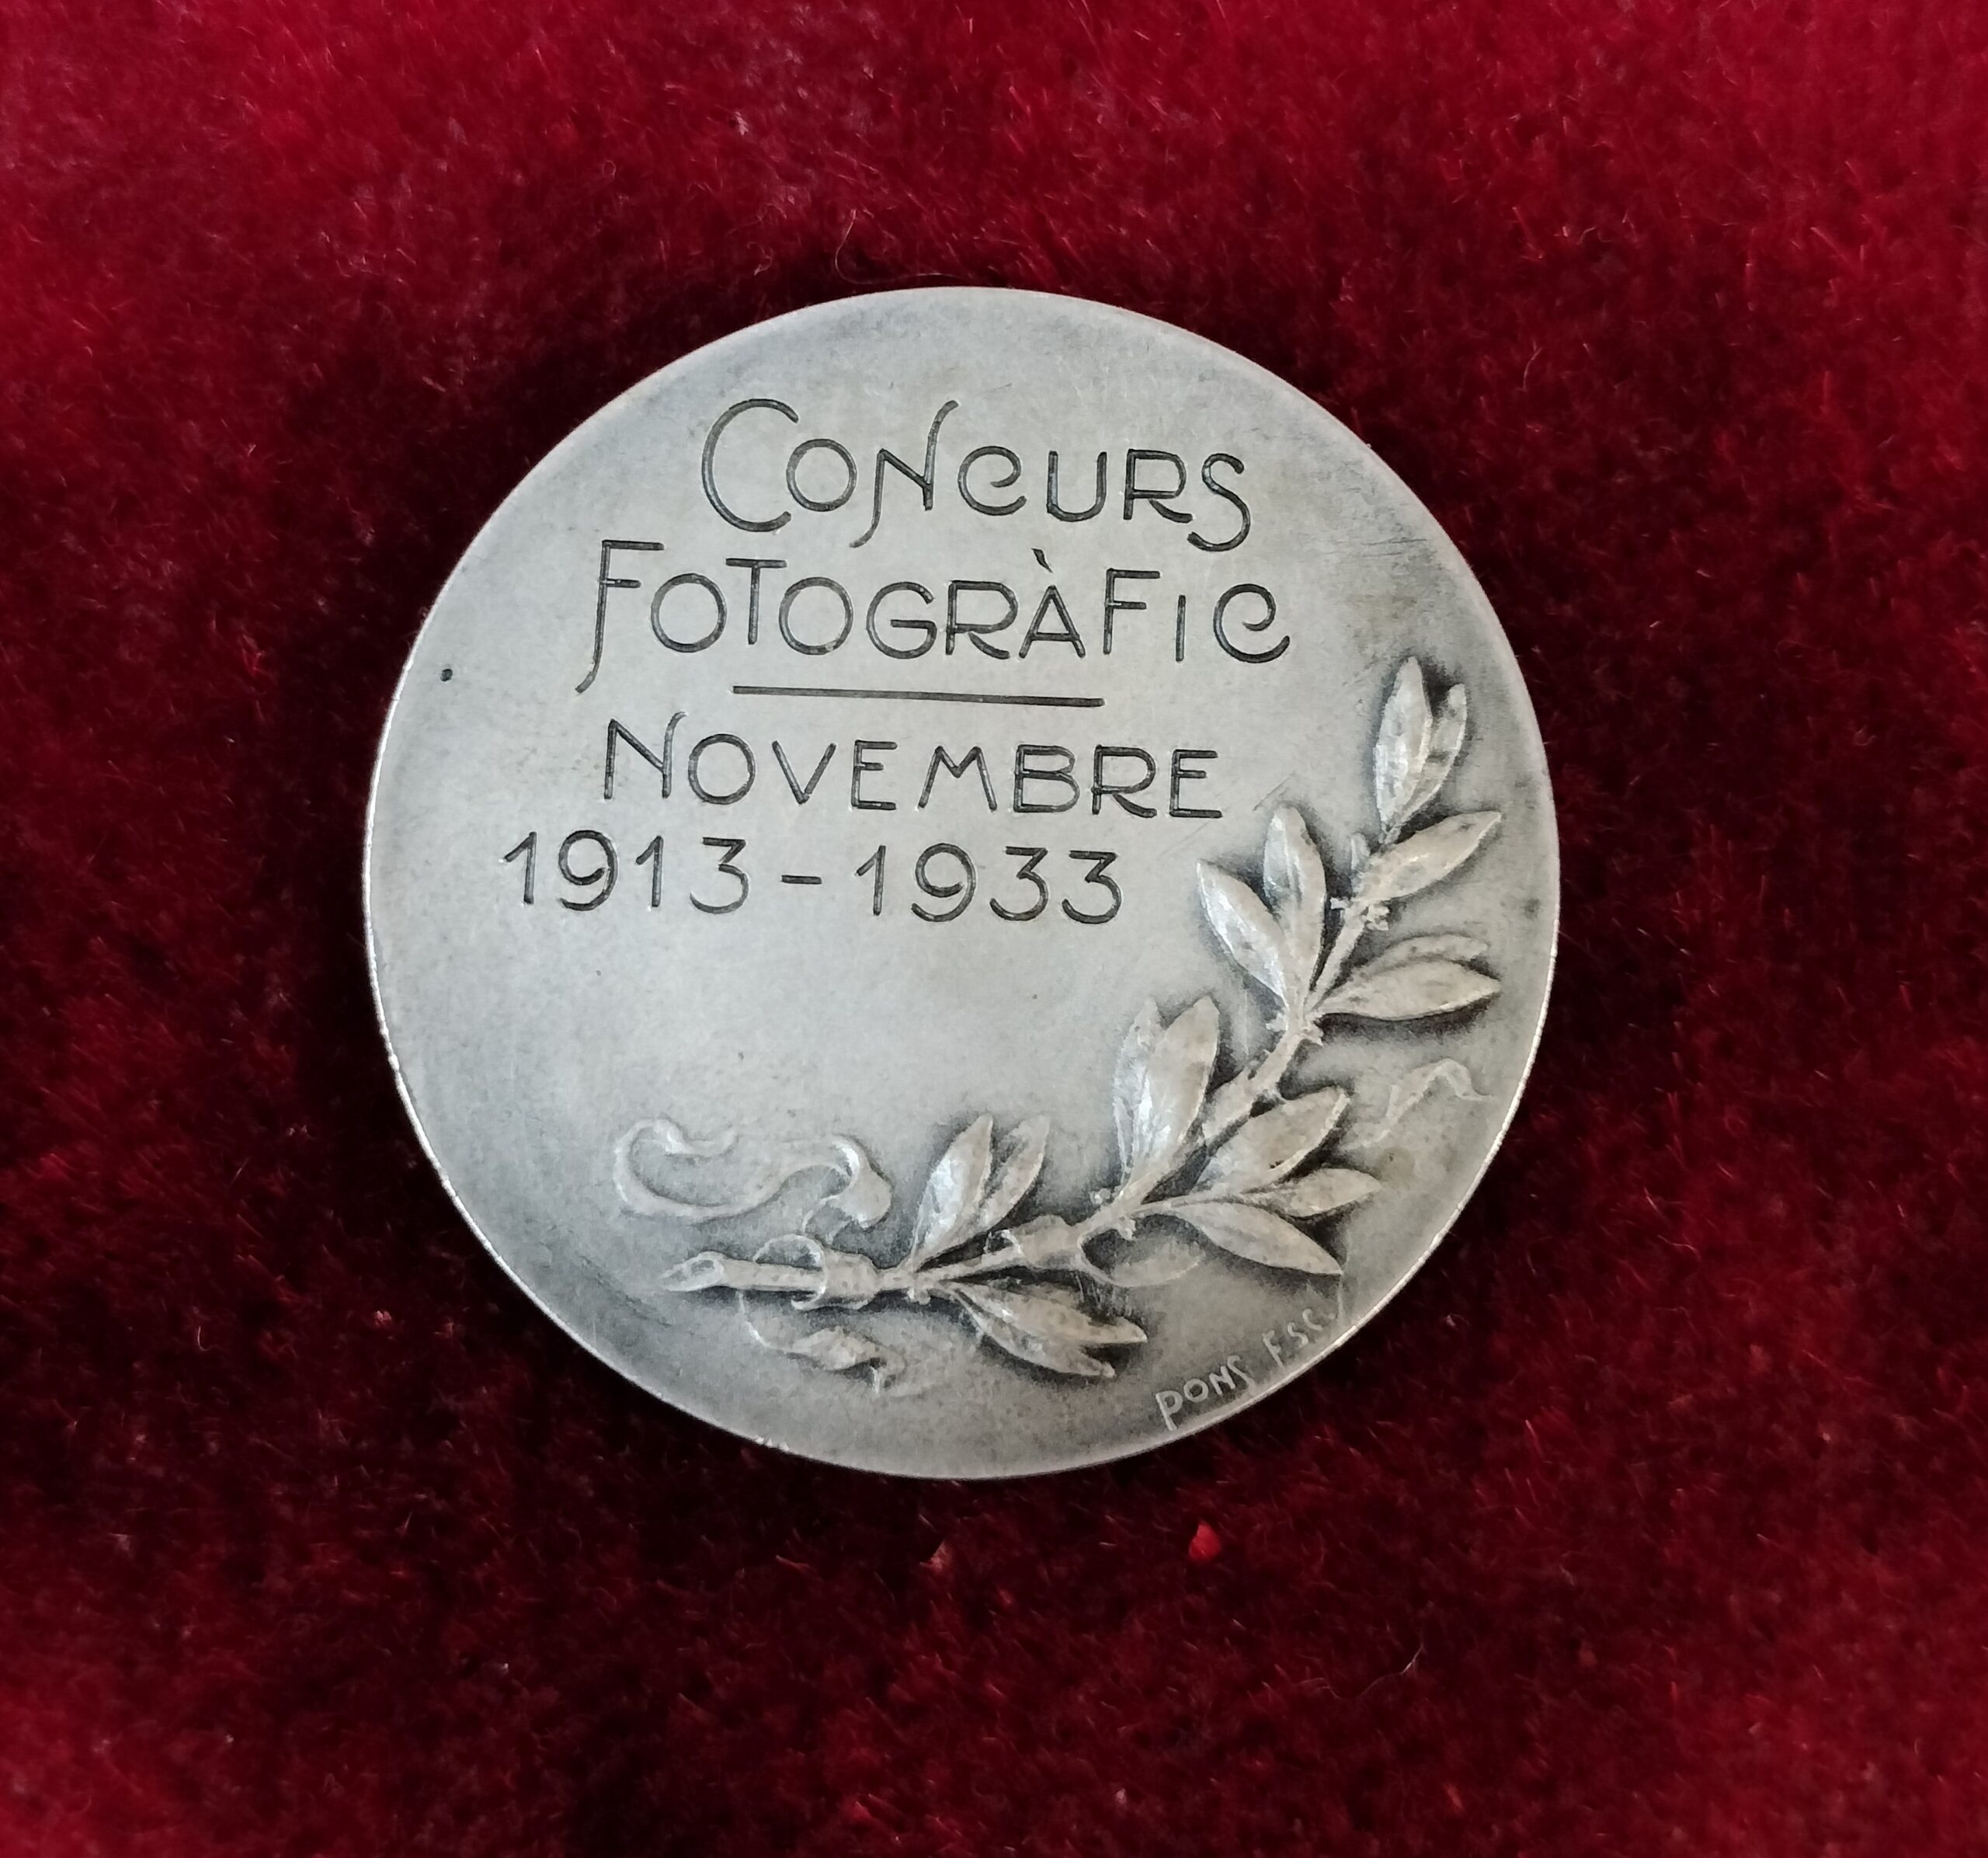 CONCURS
FOTOGRÀFIC
NOVEMBRE
1913-1933
PONS ESC.